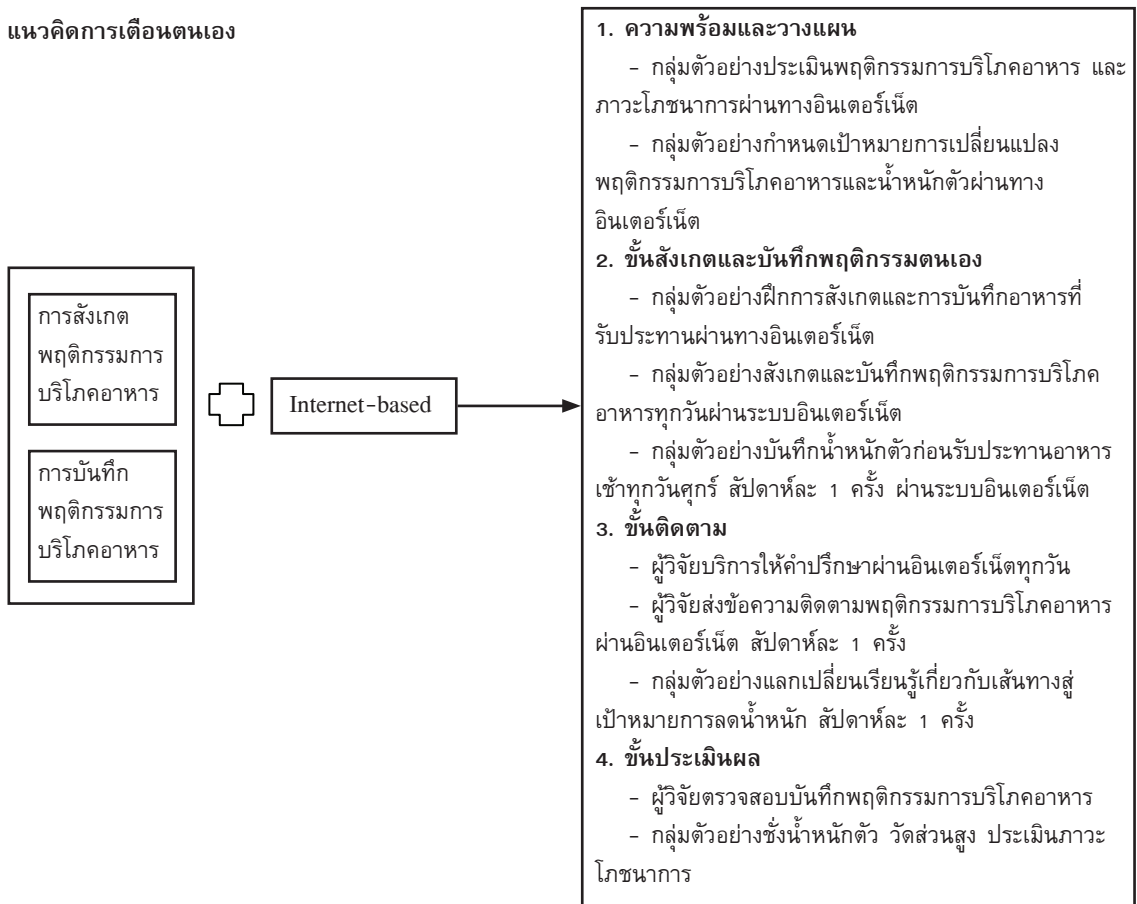 แนวคิดการเตือนตนเอง
การสังเกต
พฤติกรรมการ
บริโภคอาหาร
การบันทึก
พฤติกรรมการ
บริโภคอาหาร
Internet-based
1. ความพร้อมและวางแผน
- กลุ่มตัวอย่างประเมินพฤติกรรมการบริโภคอาหาร และ
ภาวะโภชนาการผ่านทางอินเตอร์เน็ต
- กลุ่มตัวอย่างกำหนดเป้าหมายการเปลี่ยนแปลง
พฤติกรรมการบริโภคอาหารและน้ำหนักตัวผ่านทาง
อินเตอร์เน็ต
2. ขั้นสังเกตและบันทึกพฤติกรรมตนเอง
- กลุ่มตัวอย่างฝึกการสังเกตและการบันทึกอาหารที่
รับประทานผ่านทางอินเตอร์เน็ต
- กลุ่มตัวอย่างสังเกตและบันทึกพฤติกรรมการบริโภค
อาหารทุกวันผ่านระบบอินเตอร์เน็ต
- กลุ่มตัวอย่างบันทึกน้ำหนักตัวก่อนรับประทานอาหาร
เช้าทุกวันศุกร์ สัปดาห์ละ 1 ครั้ง ผ่านระบบอินเตอร์เน็ต
3. ขั้นติดตาม
- ผู้วิจัยบริการให้คำปรึกษาผ่านอินเตอร์เน็ตทุกวัน
- ผู้วิจัยส่งข้อความติดตามพฤติกรรมการบริโภคอาหาร
ผ่านอินเตอร์เน็ต สัปดาห์ละ 1 ครั้ง
- กลุ่มตัวอย่างแลกเปลี่ยนเรียนรู้เกี่ยวกับเส้นทางสู่
เป้าหมายการลดน้ำหนัก สัปดาห์ละ 1 ครั้ง
4. ขั้นประเมินผล
- ผู้วิจัยตรวจสอบบันทึกพฤติกรรมการบริโภคอาหาร
- กลุ่มตัวอย่างชั่งน้ำหนักตัว วัดส่วนสูง ประเมินภาวะ
โภชนาการ